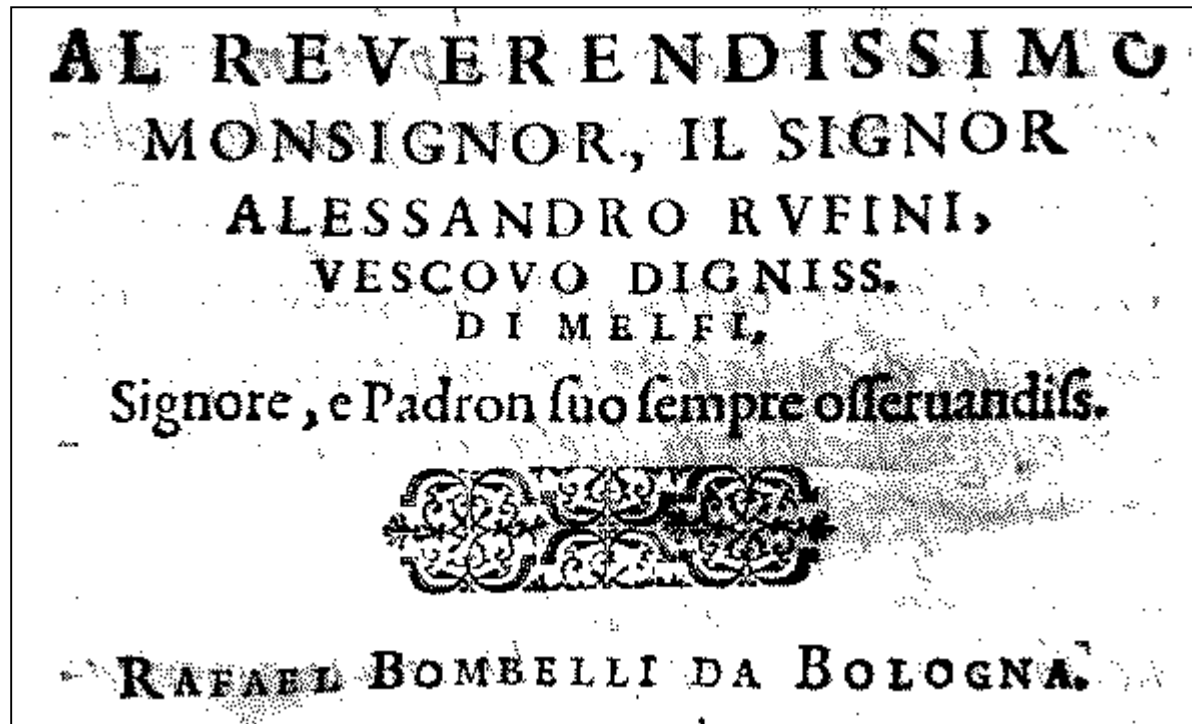 AL REVERENDISSIMO
MONSIGNOR, IL SIGNOR
ALESSANDRO RVFINI,
VESCOVO DIGNISS.
DI MELFI.
Signore, e Padron ſuo ſempre oſſeruandiſs.
RAFAEL BOMBELLI DA BOLOGNA.